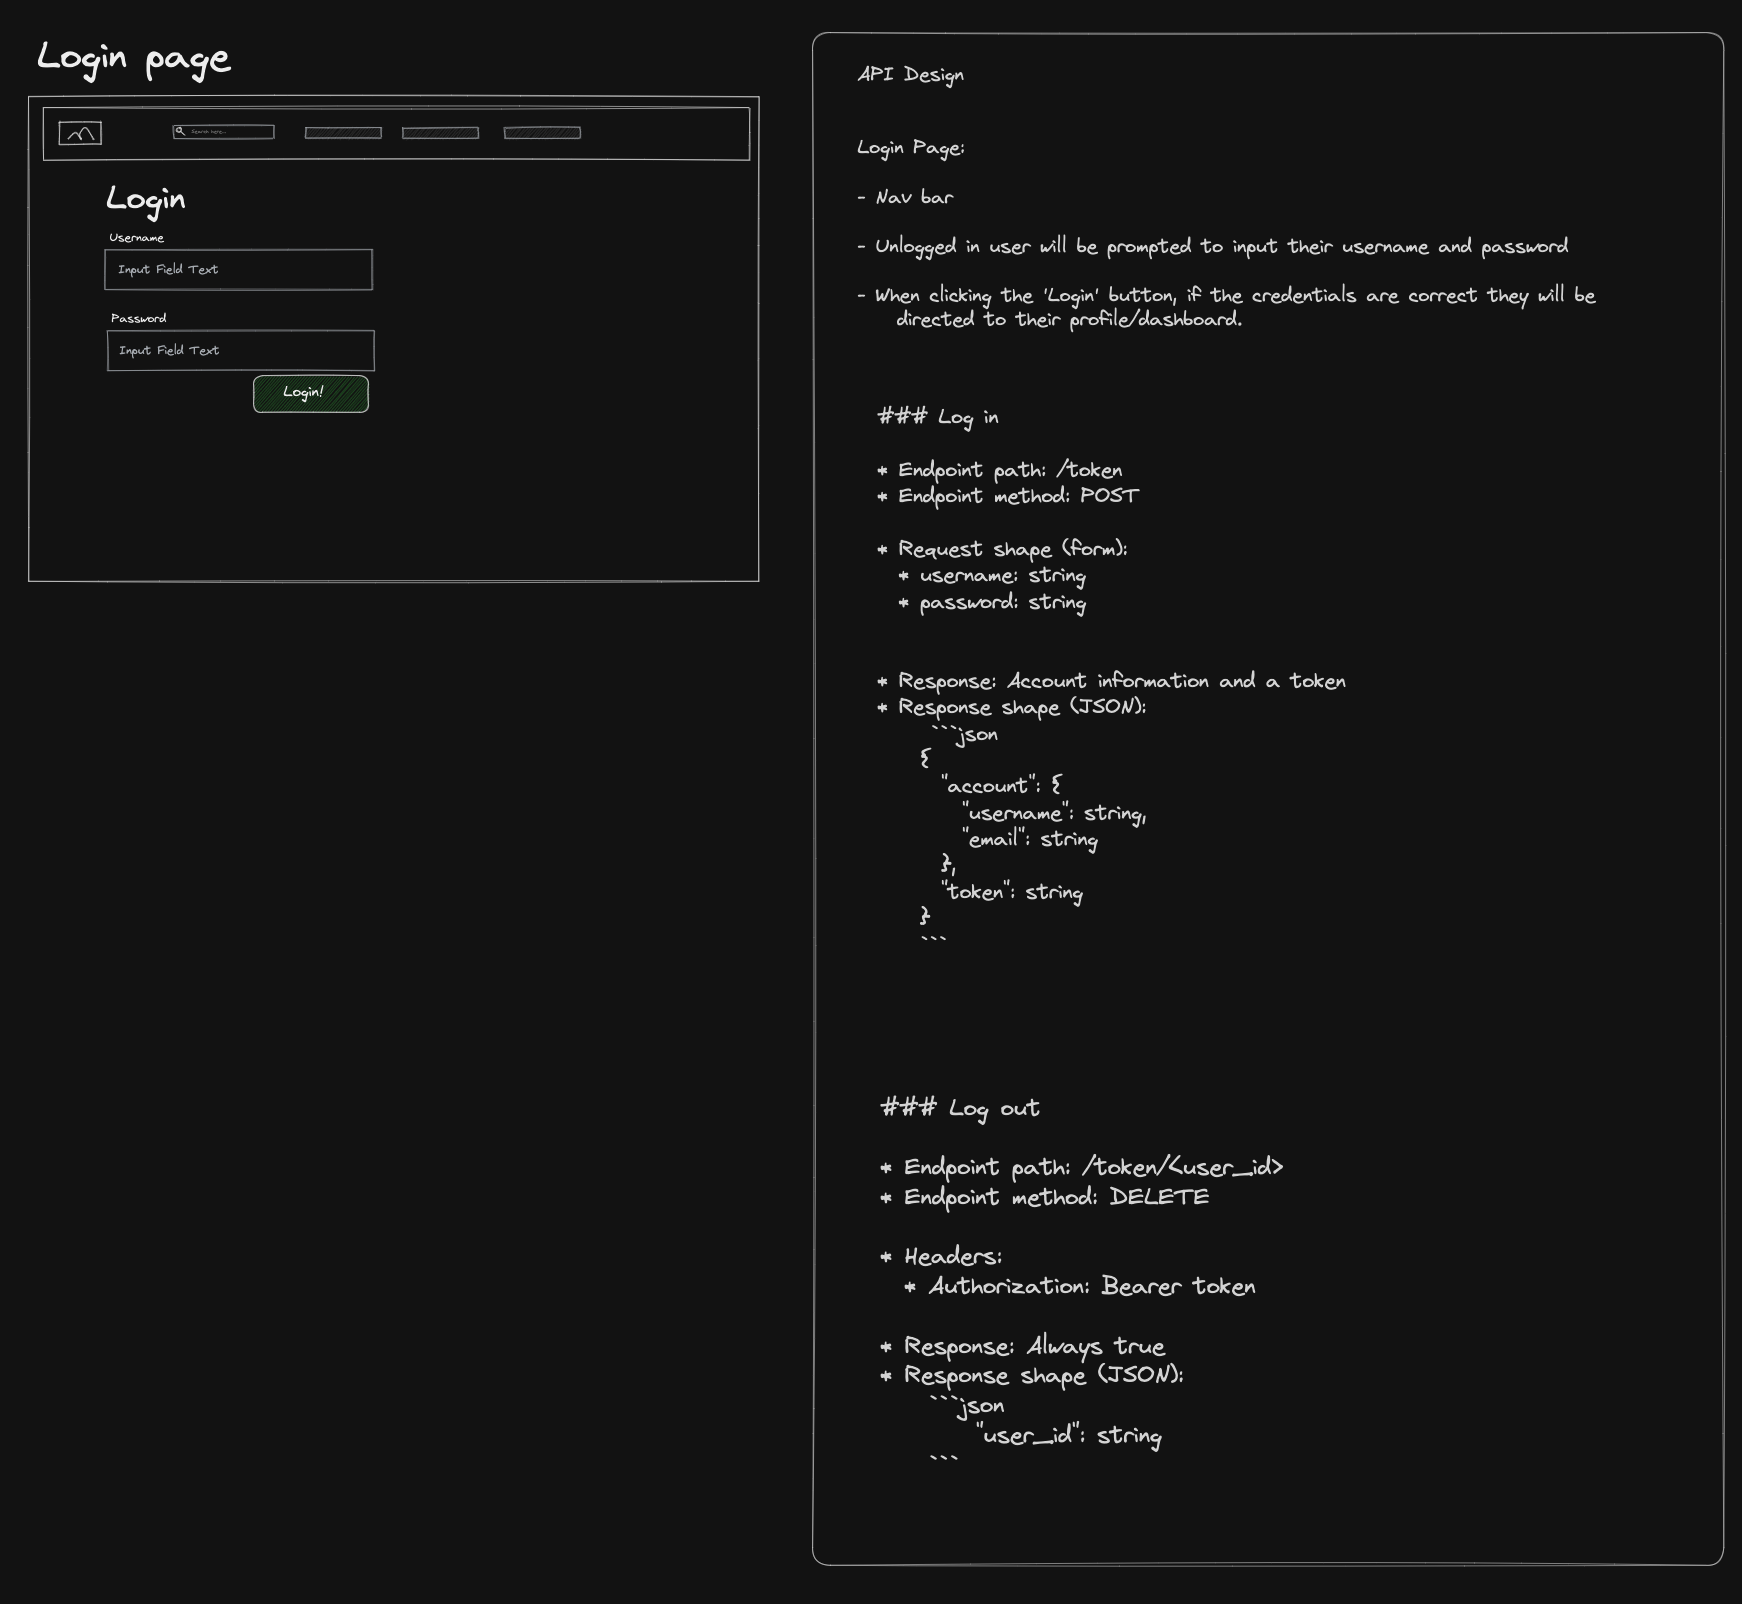 Login page
Search here...
Login
Username
Input Field Text
Password
Input Field Text
Login!
API Design
Login Page:
- Nav bar
- Unlogged in user will be prompted to input their username and password
- When clicking the 'Login' button, if the credentials are correct they will be
directed to their profile/dashboard.
### Log in
* Endpoint path: /token
* Endpoint method: POST
* Request shape (form):
* username: string
* password: string
* Response: Account information and a token
* Response shape (JSON):
```json
{
"account": {
"username": string,
"email": string
},
"token": string
}
```
### Log out
* Endpoint path: /token/<user_id>
* Endpoint method: DELETE
* Headers:
* Authorization: Bearer token
* Response: Always true
* Response shape (JSON):
```json
"user_id": string
```